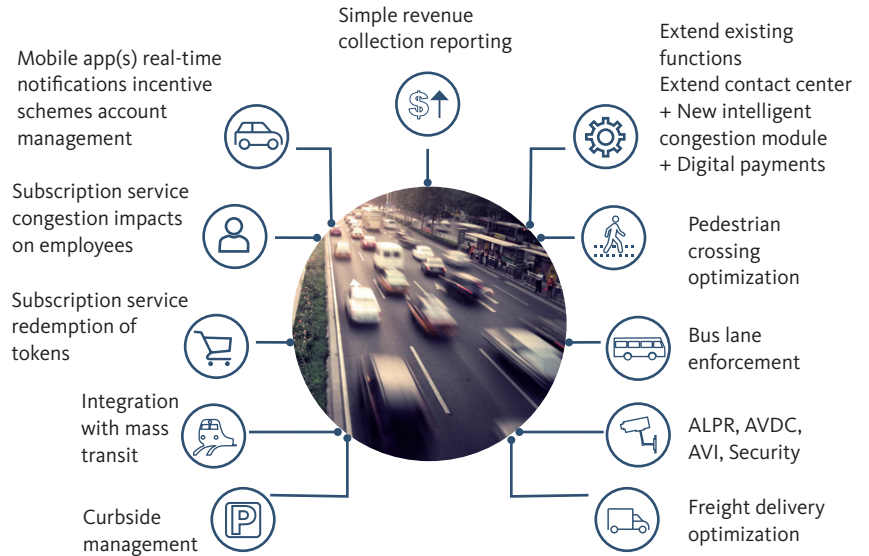 Simple revenue
collection reporting
Mobile app(s) real-time
notifications incentive
schemes account
management
Subscription service
congestion impacts
on employees
Subscription service
redemption of
tokens
Integration
with mass
transit
Curbside
management
$
P
Extend existing
functions
Extend contact center
+ New intelligent
congestion module
+ Digital payments
Pedestrian
crossing
optimization
Bus lane
enforcement
ALPR, AVDC,
AVI, Security
Freight delivery
optimization